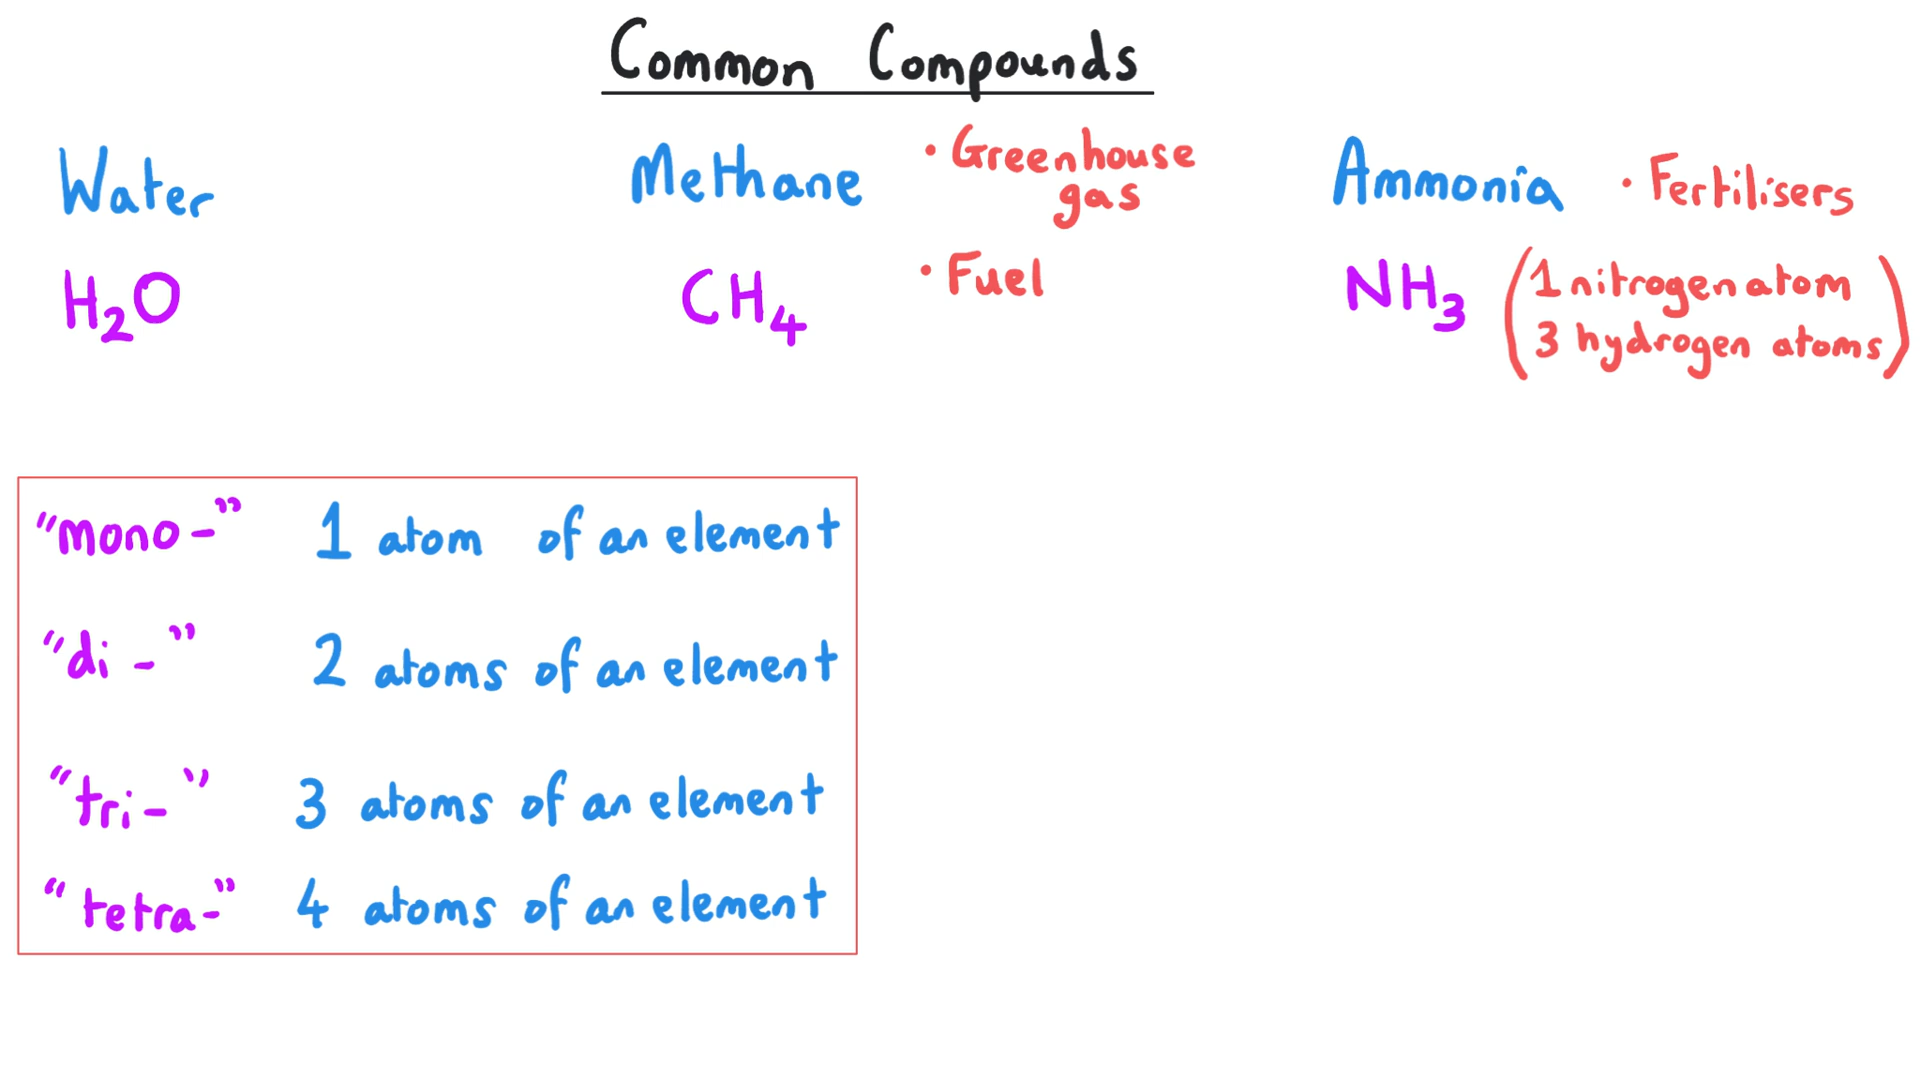 Common Compounds
Water
H₂O
Methane
CH₄
• Greenhouse
gas
• Fuel
Ammonia
• Fertilisers
NH₃
(1 nitrogen atom
3 hydrogen atoms)
"mono-" 1 atom of an element
"di-" 2 atoms of an element
"tri-" 3 atoms of an element
"tetra-" 4 atoms of an element